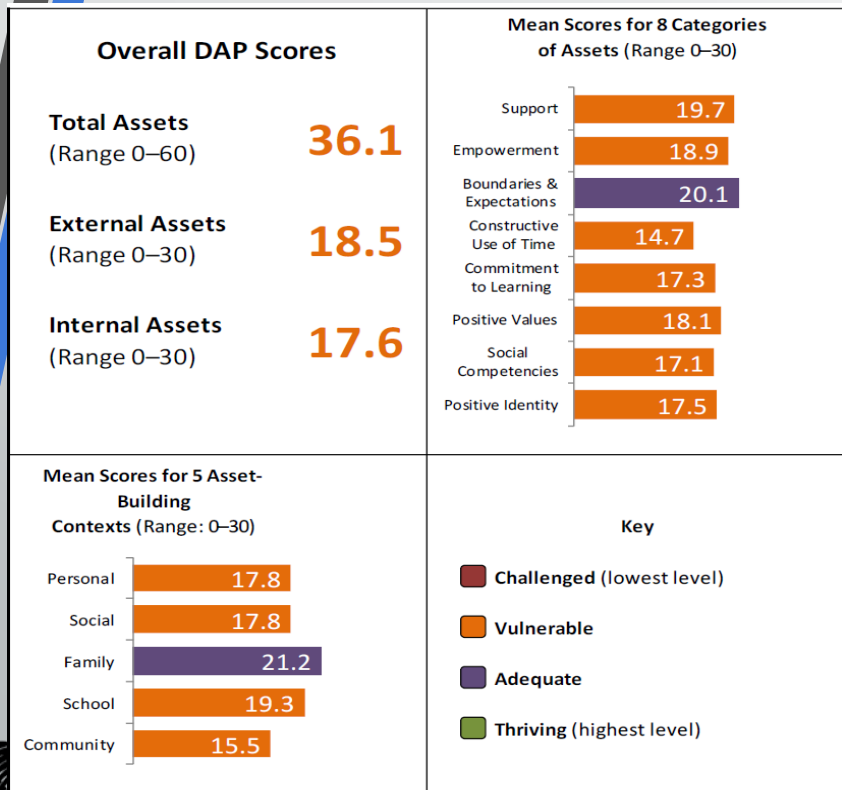 Overall DAP Scores
Total Assets
(Range 0–60)
36.1
External Assets
(Range 0–30)
18.5
Internal Assets
(Range 0–30)
17.6
Mean Scores for 8 Categories
of Assets (Range 0–30)
Support
19.7
Empowerment
18.9
Boundaries &
Expectations
20.1
Constructive
Use of Time
14.7
Commitment
to Learning
17.3
Positive Values
18.1
Social
Competencies
17.1
Positive Identity
17.5
Mean Scores for 5 Asset-
Building
Contexts (Range: 0–30)
Personal
17.8
Social
17.8
Family
21.2
School
19.3
Community
15.5
Key
Challenged (lowest level)
Vulnerable
Adequate
Thriving (highest level)